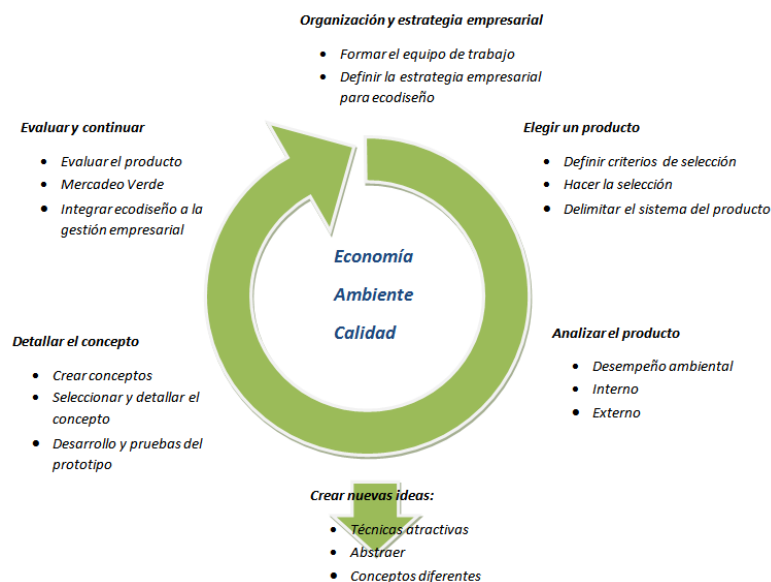 Organización y estrategia empresarial
• Formar el equipo de trabajo
• Definir la estrategia empresarial
para ecodiseño
Elegir un producto
• Definir criterios de selección
• Hacer la selección
• Delimitar el sistema del producto
Analizar el producto
• Desempeño ambiental
• Interno
• Externo
Crear nuevas ideas:
• Técnicas atractivas
• Abstraer
• Conceptos diferentes
Detallar el concepto
• Crear conceptos
• Seleccionar y detallar el
concepto
• Desarrollo y pruebas del
prototipo
Evaluar y continuar
• Evaluar el producto
• Mercadeo Verde
• Integrar ecodiseño a la
gestión empresarial
Economía
Ambiente
Calidad